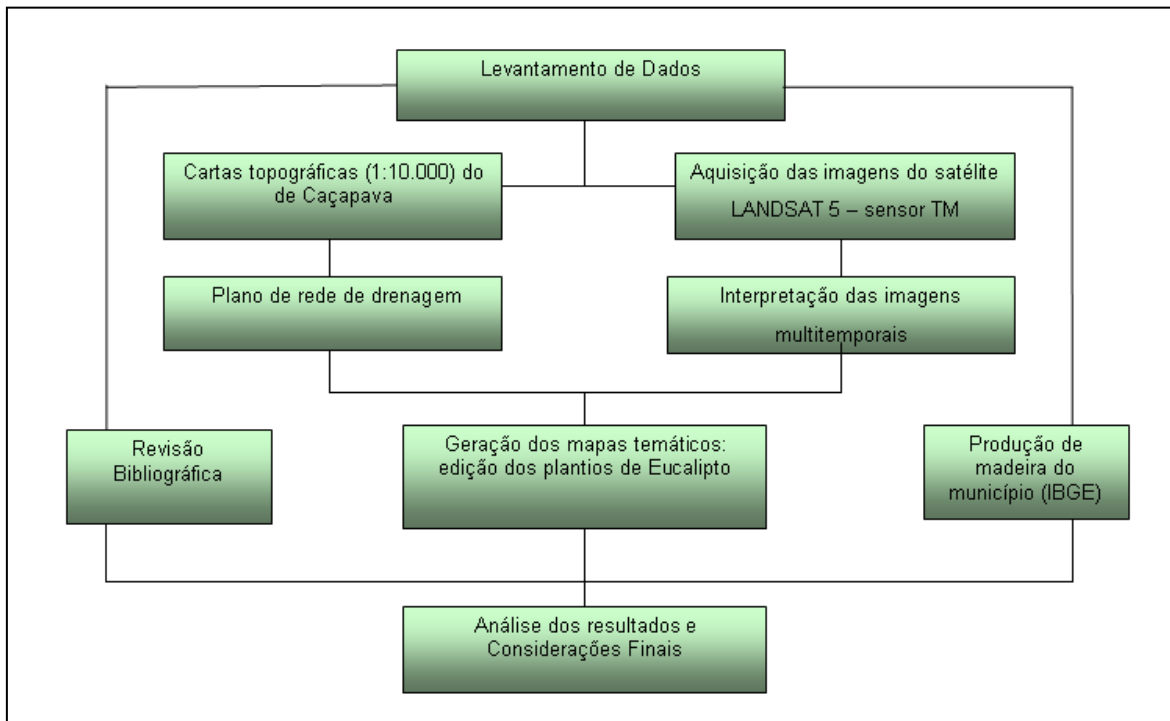 Levantamento de Dados
Cartas topográficas (1:10.000) do
de Caçapava
Aquisição das imagens do satélite
LANDSAT 5 – sensor TM
Plano de rede de drenagem
Interpretação das imagens
multitemporais
Revisão
Bibliográfica
Geração dos mapas temáticos:
edição dos plantios de Eucalipto
Produção de
madeira do
município (IBGE)
Análise dos resultados e
Considerações Finais